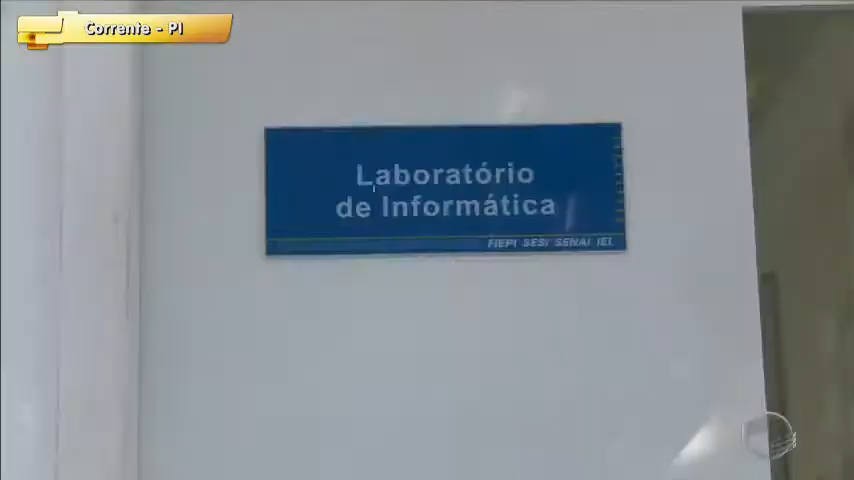 Corrente - PI
Laboratório
de Informática
FIEPI SESI SENAI IEL